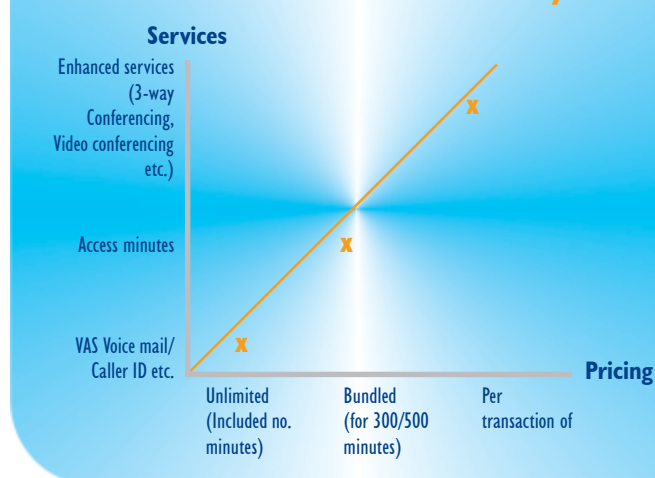 Services
Enhanced services
(3-way
Conferencing,
Video conferencing
etc.)
Access minutes
VAS Voice mail/
Caller ID etc.
x
x
x
Pricing
Unlimited
(Included no.
minutes)
Bundled
(for 300/500
minutes)
Per
transaction of